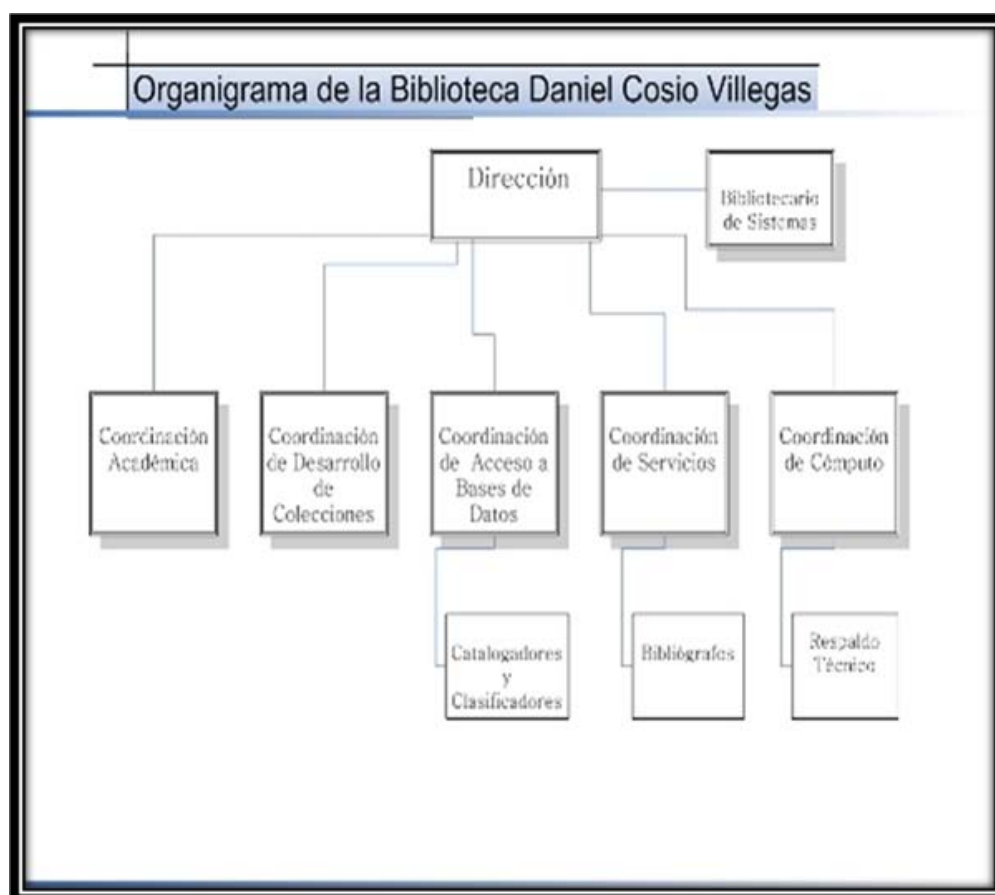 Organigrama de la Biblioteca Daniel Cosio Villegas
Dirección
Bibliotecario
de Sistemas
Coordinación
Académica
Coordinación
de Desarrollo
de
Colecciones
Coordinación
de Acceso a
Bases de
Datos
Coordinación
de Servicios
Coordinación
de Cómputo
Catalogadores
y
Clasificadores
Bibliógrafos
Respaldo
Técnico